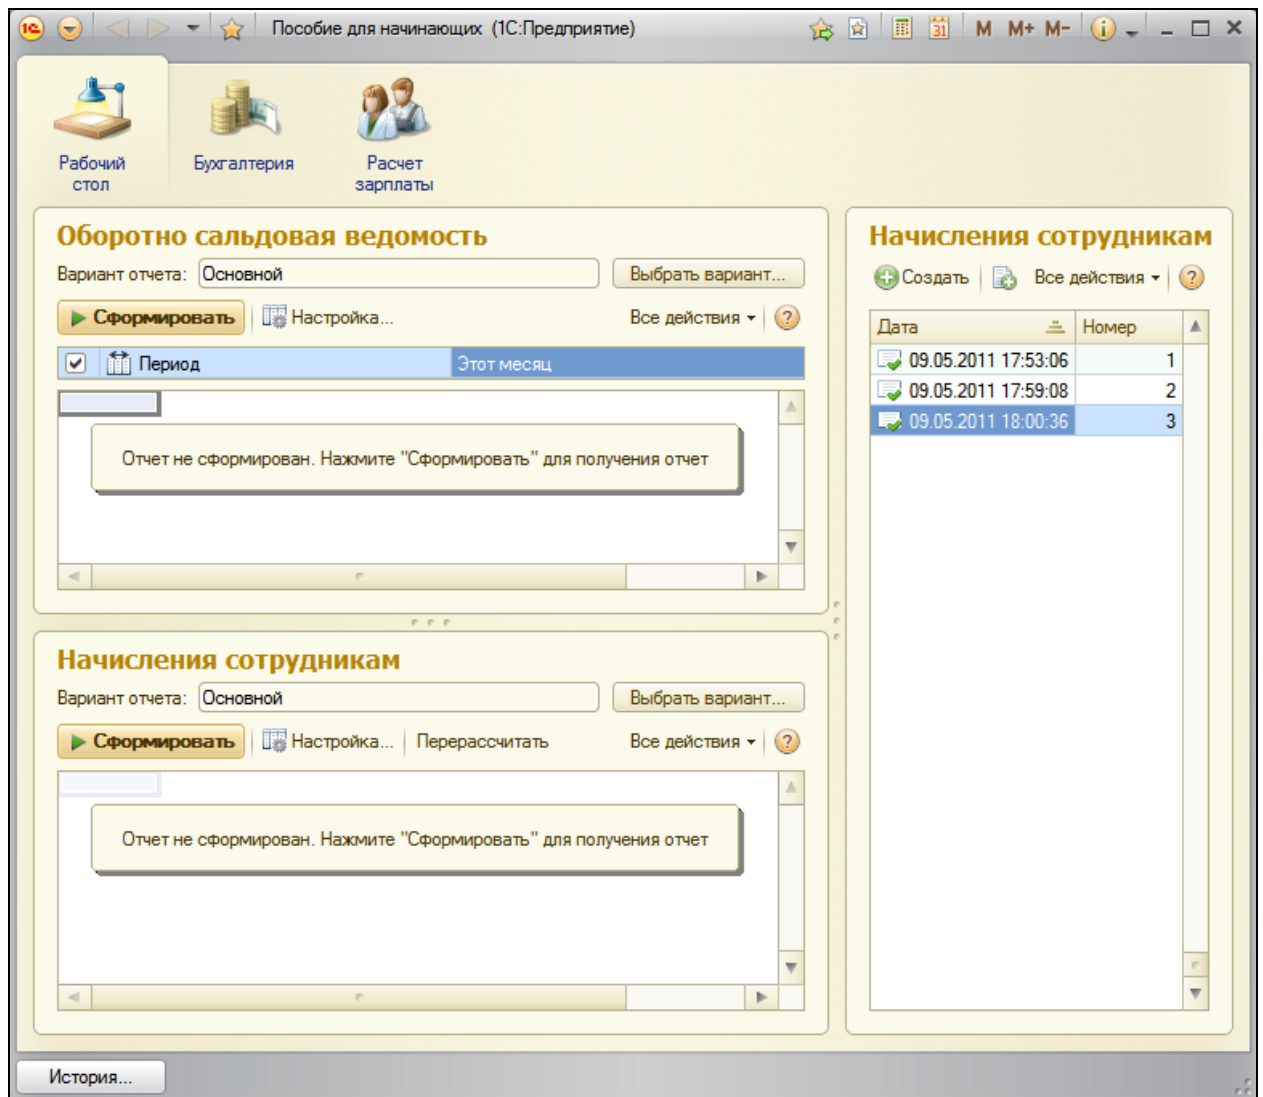 Пособие для начинающих (1С:Предприятие)
31 M M+ M-
Рабочий стол
Бухгалтерия
Расчет зарплаты
Оборотно сальдовая ведомость
Вариант отчета: Основной Выбрать вариант...
Сформировать Настройка... Все действия
Период Этот месяц
Отчет не сформирован. Нажмите "Сформировать" для получения отчет
Начисления сотрудникам
Вариант отчета: Основной Выбрать вариант...
Сформировать Настройка... Перерассчитать Все действия
Отчет не сформирован. Нажмите "Сформировать" для получения отчет
Начисления сотрудникам
Создать Все действия
Дата Номер
09.05.2011 17:53:06 1
09.05.2011 17:59:08 2
09.05.2011 18:00:36 3
История...